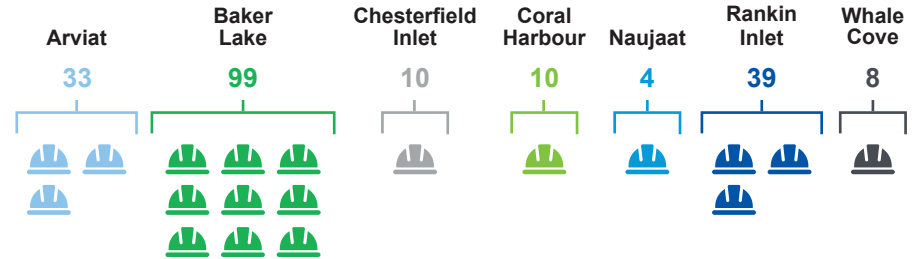 Arviat
33
Baker
Lake
99
Chesterfield
Inlet
10
Coral
Harbour
10
Naujaat
4
Rankin
Inlet
39
Whale
Cove
8